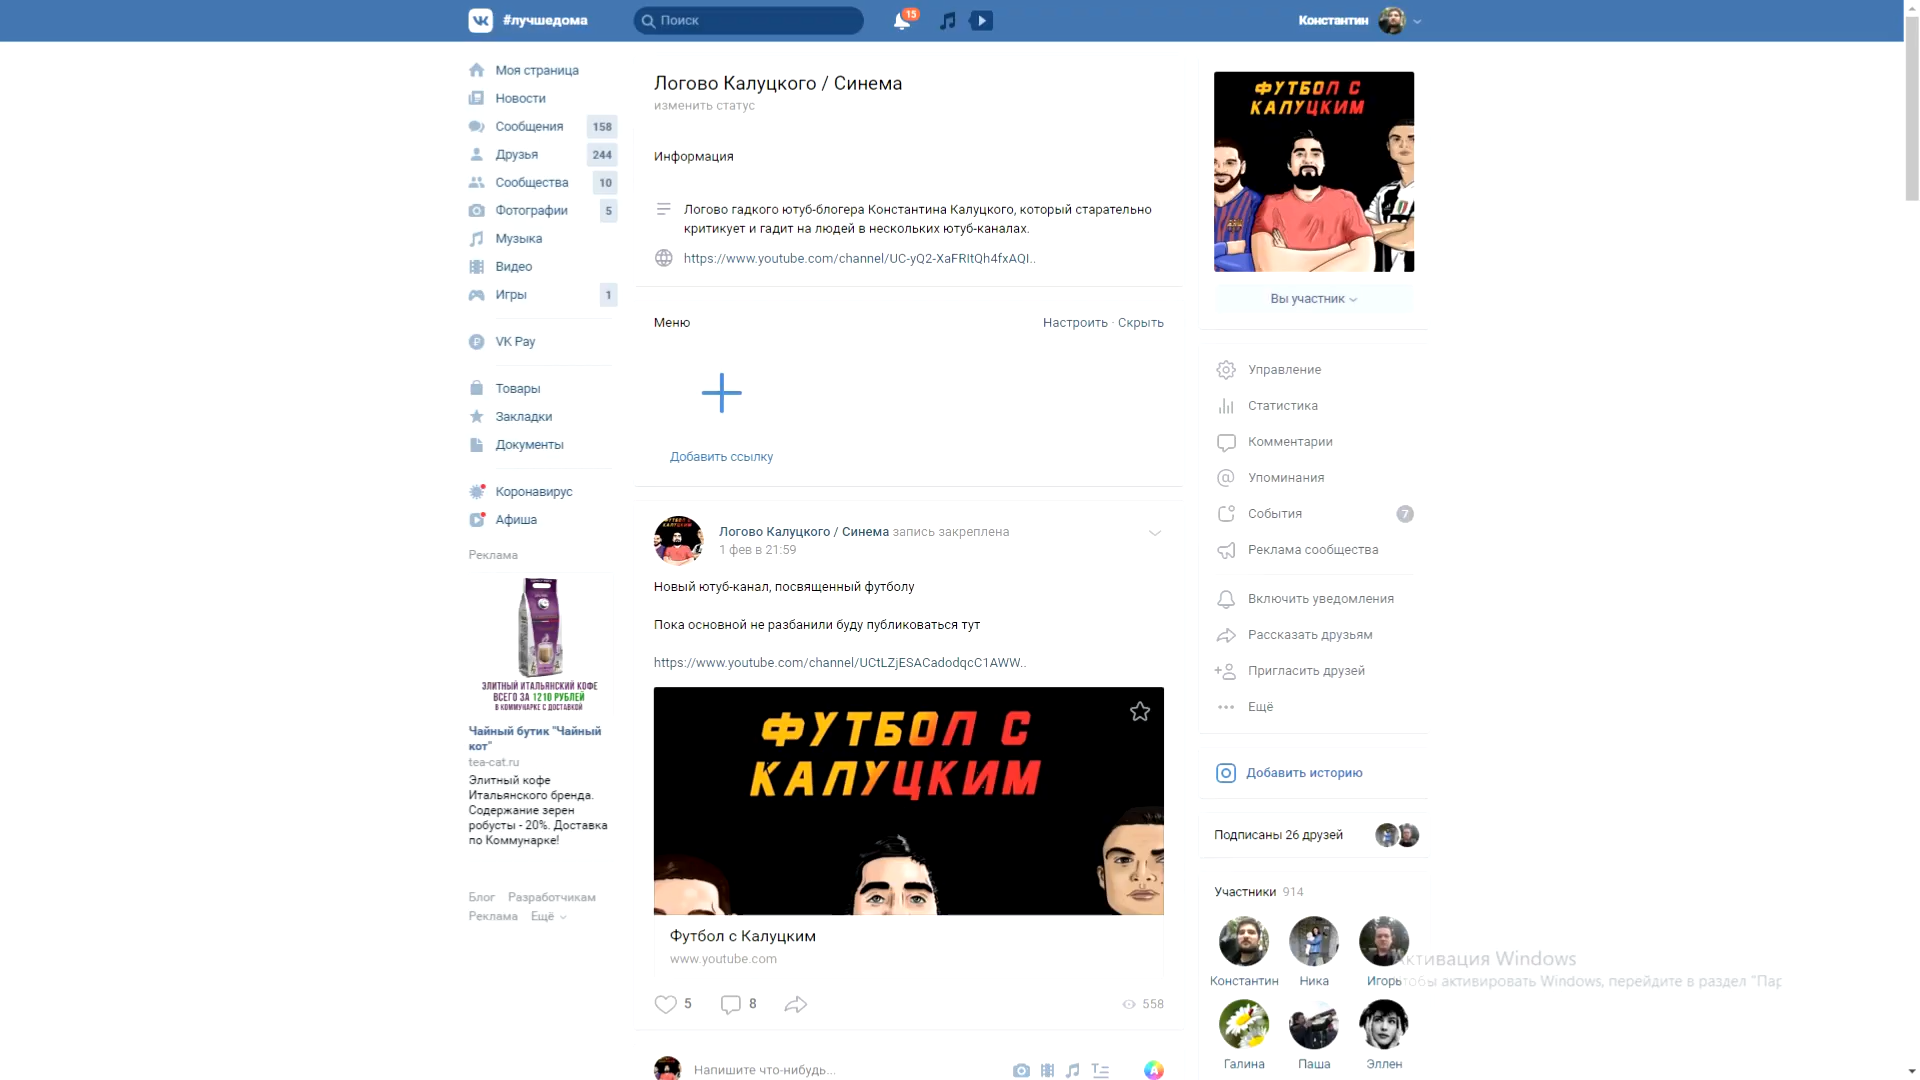 #лучшедома
Поиск
15
Константин
Моя страница
Новости
Сообщения 158
Друзья 244
Сообщества 10
Фотографии 5
Музыка
Видео
Игры 1
VK Pay
Товары
Закладки
Документы
Коронавирус
Афиша
Реклама
ЭЛИТНЫЙ ИТАЛЬЯНСКИЙ КОФЕ
ВСЕГО ЗА 1210 РУБЛЕЙ
В КОММУНАРКЕ С ДОСТАВКОЙ
Чайный бутик "Чайный
кот"
tea-cat.ru
Элитный кофе
Итальянского бренда.
Содержание зерен
робусты - 20%. Доставка
по Коммунарке!
Блог Разработчикам
Реклама Ещё
Логово Калуцкого / Синема
изменить статус
Информация
Логово гадкого ютуб-блогера Константина Калуцкого, который старательно
критикует и гадит на людей в нескольких ютуб-каналах.
https://www.youtube.com/channel/UC-yQ2-XaFRItQh4fxAQI..
Меню
Настроить · Скрыть
Добавить ссылку
Логово Калуцкого / Синема запись закреплена
1 фев в 21:59
Новый ютуб-канал, посвященный футболу
Пока основной не разбанили буду публиковаться тут
https://www.youtube.com/channel/UCtLZjESACadodqcC1AWW..
ФУТБОЛ С
КАЛУЦКИМ
Футбол с Калуцким
www.youtube.com
5 8 558
Напишите что-нибудь...
ФУТБОЛ С
КАЛУЦКИМ
Вы участник
Управление
Статистика
Комментарии
Упоминания
События 7
Реклама сообщества
Включить уведомления
Рассказать друзьям
Пригласить друзей
Ещё
Добавить историю
Подписаны 26 друзей
Участники 914
Константин Ника Игорь
Галина Паша Эллен
Активация Windows
Чтобы активировать Windows, перейдите в раздел "Пар